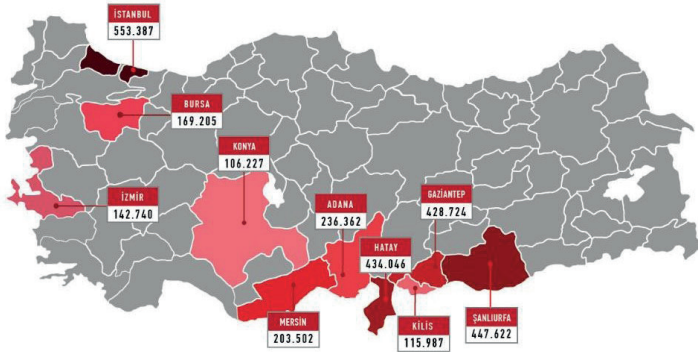 İSTANBUL
553.387
BURSA
169.205
KONYA
106.227
İZMİR
142.740
ADANA
236.362
GAZİANTEP
428.724
HATAY
434.046
MERSİN
203.502
KİLİS
115.987
ŞANLIURFA
447.622